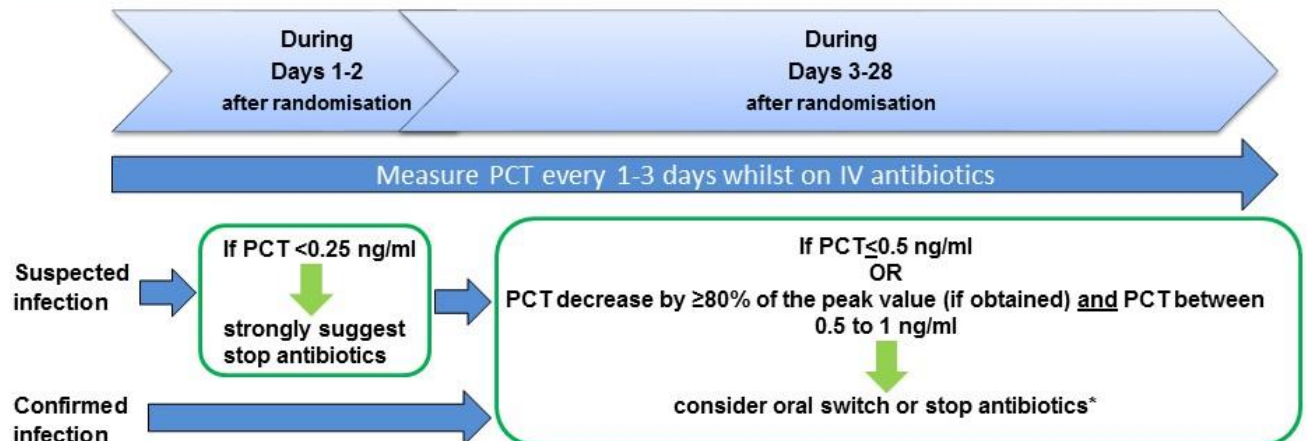 During
Days 1-2
after randomisation
During
Days 3-28
after randomisation
Measure PCT every 1-3 days whilst on IV antibiotics
Suspected
infection
If PCT <0.25 ng/ml
strongly suggest
stop antibiotics
If PCT≤0.5 ng/ml
OR
PCT decrease by ≥80% of the peak value (if obtained) and PCT between
0.5 to 1 ng/ml
consider oral switch or stop antibiotics*
Confirmed
infection